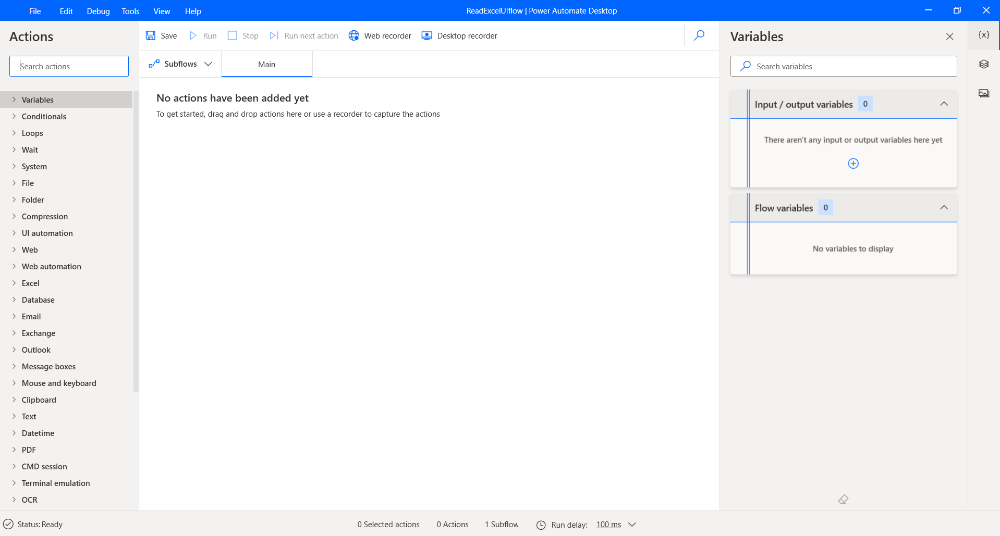 File Edit Debug Tools View Help
ReadExcelUIflow | Power Automate Desktop
Actions
Search actions
Variables
Conditionals
Loops
Wait
System
File
Folder
Compression
UI automation
Web
Web automation
Excel
Database
Email
Exchange
Outlook
Message boxes
Mouse and keyboard
Clipboard
Text
Datetime
PDF
CMD session
Terminal emulation
OCR
Save Run Stop Run next action Web recorder Desktop recorder
Subflows Main
No actions have been added yet
To get started, drag and drop actions here or use a recorder to capture the actions
Variables
{x}
Search variables
Input / output variables 0
There aren't any input or output variables here yet
Flow variables 0
No variables to display
Status: Ready
0 Selected actions 0 Actions 1 Subflow Run delay: 100 ms